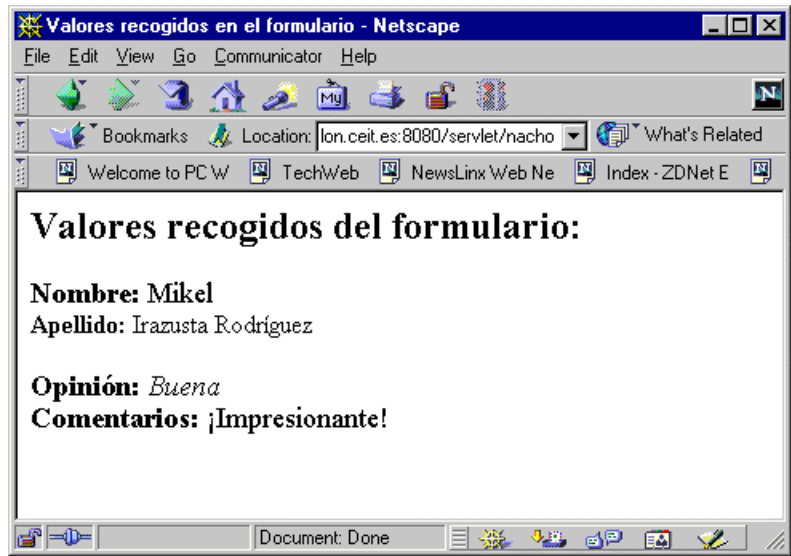 Valores recogidos en el formulario - Netscape
File Edit View Go Communicator Help
My
N
Bookmarks Location: lon.ceit.es:8080/servlet/nacho What's Related
Welcome to PC W TechWeb NewsLinx Web Ne Index - ZDNet E
Valores recogidos del formulario:
Nombre: Mikel
Apellido: Irazusta Rodríguez
Opinión: Buena
Comentarios: ¡Impresionante!
Document: Done